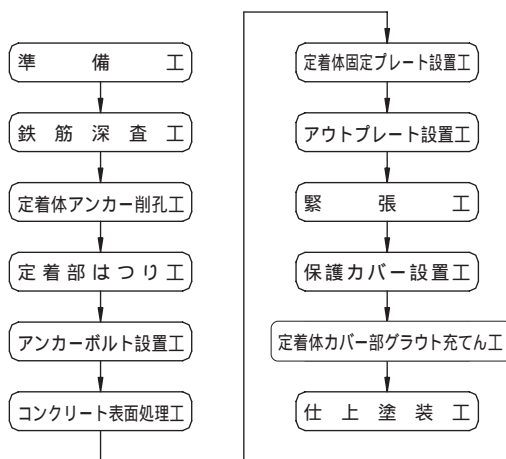 準備工
鉄筋深査工
定着体アンカー削孔工
定着部はつり工
アンカーボルト設置工
コンクリート表面処理工
定着体固定プレート設置工
アウトプレート設置工
緊張工
保護カバー設置工
定着体カバー部グラウト充てん工
仕上塗装工